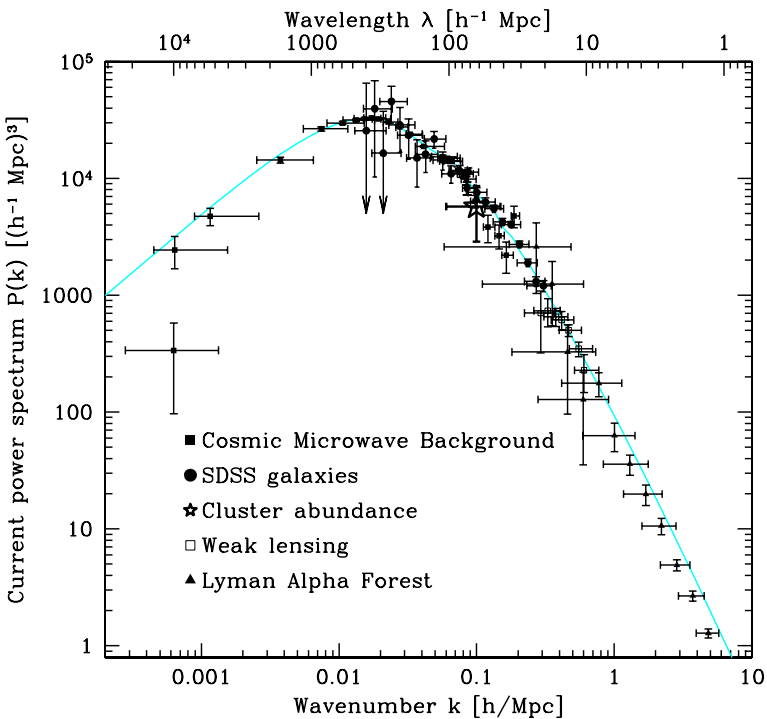 Wavelength λ [h⁻¹ Mpc]
10⁴ 1000 100 10 1
Current power spectrum P(k) [(h⁻¹ Mpc)³]
10⁵
10⁴
1000
100
10
1
Cosmic Microwave Background
SDSS galaxies
Cluster abundance
Weak lensing
Lyman Alpha Forest
0.001 0.01 0.1 1 10
Wavenumber k [h/Mpc]